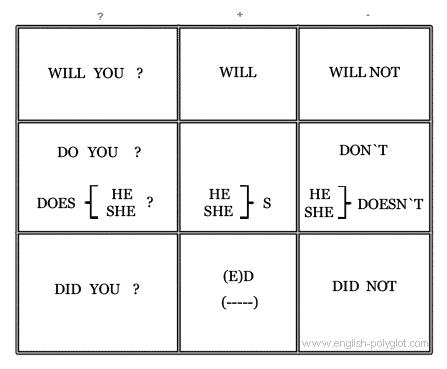 ? + -
WILL YOU ?
WILL
WILL NOT
DO YOU ?
DOES [ HE SHE ?
HE SHE ] S
DON`T
HE SHE ] DOESN`T
DID YOU ?
(E)D
(-----)
DID NOT
www.english-polyglot.com